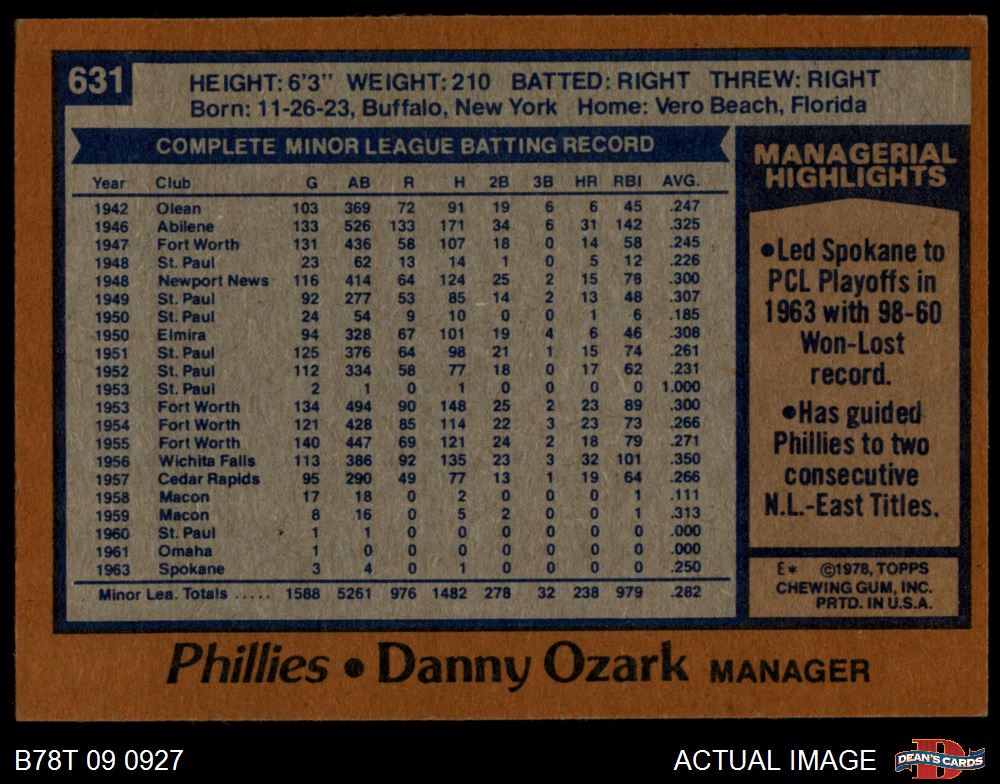 631
HEIGHT: 6'3" WEIGHT: 210 BATTED: RIGHT THREW: RIGHT
Born: 11-26-23, Buffalo, New York Home: Vero Beach, Florida
COMPLETE MINOR LEAGUE BATTING RECORD
Year Club G AB R H 2B 3B HR RBI AVG.
1942 Olean 103 369 72 91 19 6 6 45 .247
1946 Abilene 133 526 133 171 34 6 31 142 .325
1947 Fort Worth 131 436 58 107 18 0 14 58 .245
1948 St. Paul 23 62 13 14 1 0 5 12 .226
1948 Newport News 116 414 64 124 25 2 15 78 .300
1949 St. Paul 92 277 53 85 14 2 13 48 .307
1950 St. Paul 24 54 9 10 0 0 1 6 .185
1950 Elmira 94 328 67 101 19 4 6 46 .308
1951 St. Paul 125 376 64 98 21 1 15 74 .261
1952 St. Paul 112 334 58 77 18 0 17 62 .231
1953 St. Paul 2 1 0 1 0 0 0 0 1.000
1953 Fort Worth 134 494 90 148 25 2 23 89 .300
1954 Fort Worth 121 428 85 114 22 3 23 73 .266
1955 Fort Worth 140 447 69 121 24 2 18 79 .271
1956 Wichita Falls 113 386 92 135 23 3 32 101 .350
1957 Cedar Rapids 95 290 49 77 13 1 19 64 .266
1958 Macon 17 18 0 2 0 0 0 1 .111
1959 Macon 8 16 0 5 2 0 0 1 .313
1960 St. Paul 1 1 0 0 0 0 0 0 .000
1961 Omaha 1 0 0 0 0 0 0 0 .000
1963 Spokane 3 4 0 1 0 0 0 0 .250
Minor Lea. Totals ..... 1588 5261 976 1482 278 32 238 979 .282
MANAGERIAL
HIGHLIGHTS
●Led Spokane to
PCL Playoffs in
1963 with 98-60
Won-Lost
record.
●Has guided
Phillies to two
consecutive
N.L.-East Titles.
E* ©1978, TOPPS
CHEWING GUM, INC.
PRTD. IN U.S.A.
Phillies • Danny Ozark MANAGER
B78T 09 0927
ACTUAL IMAGE
D
DEAN'S CARDS